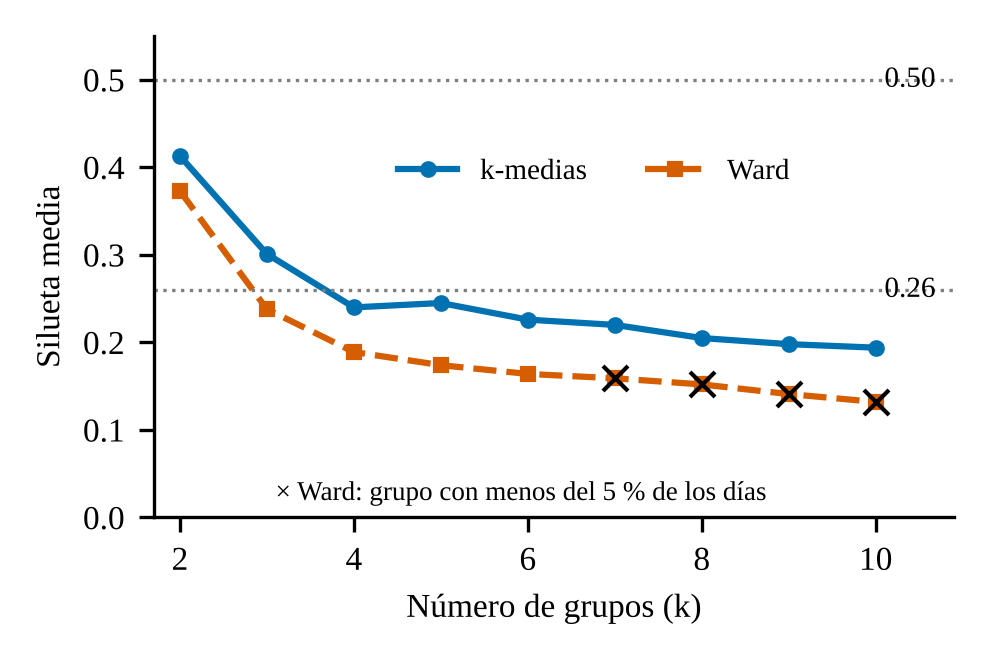 0.5
0.50
0.4
k-medias
Ward
0.3
0.26
0.2
0.1
0.0
Silueta media
× Ward: grupo con menos del 5 % de los días
2
4
6
8
10
Número de grupos (k)